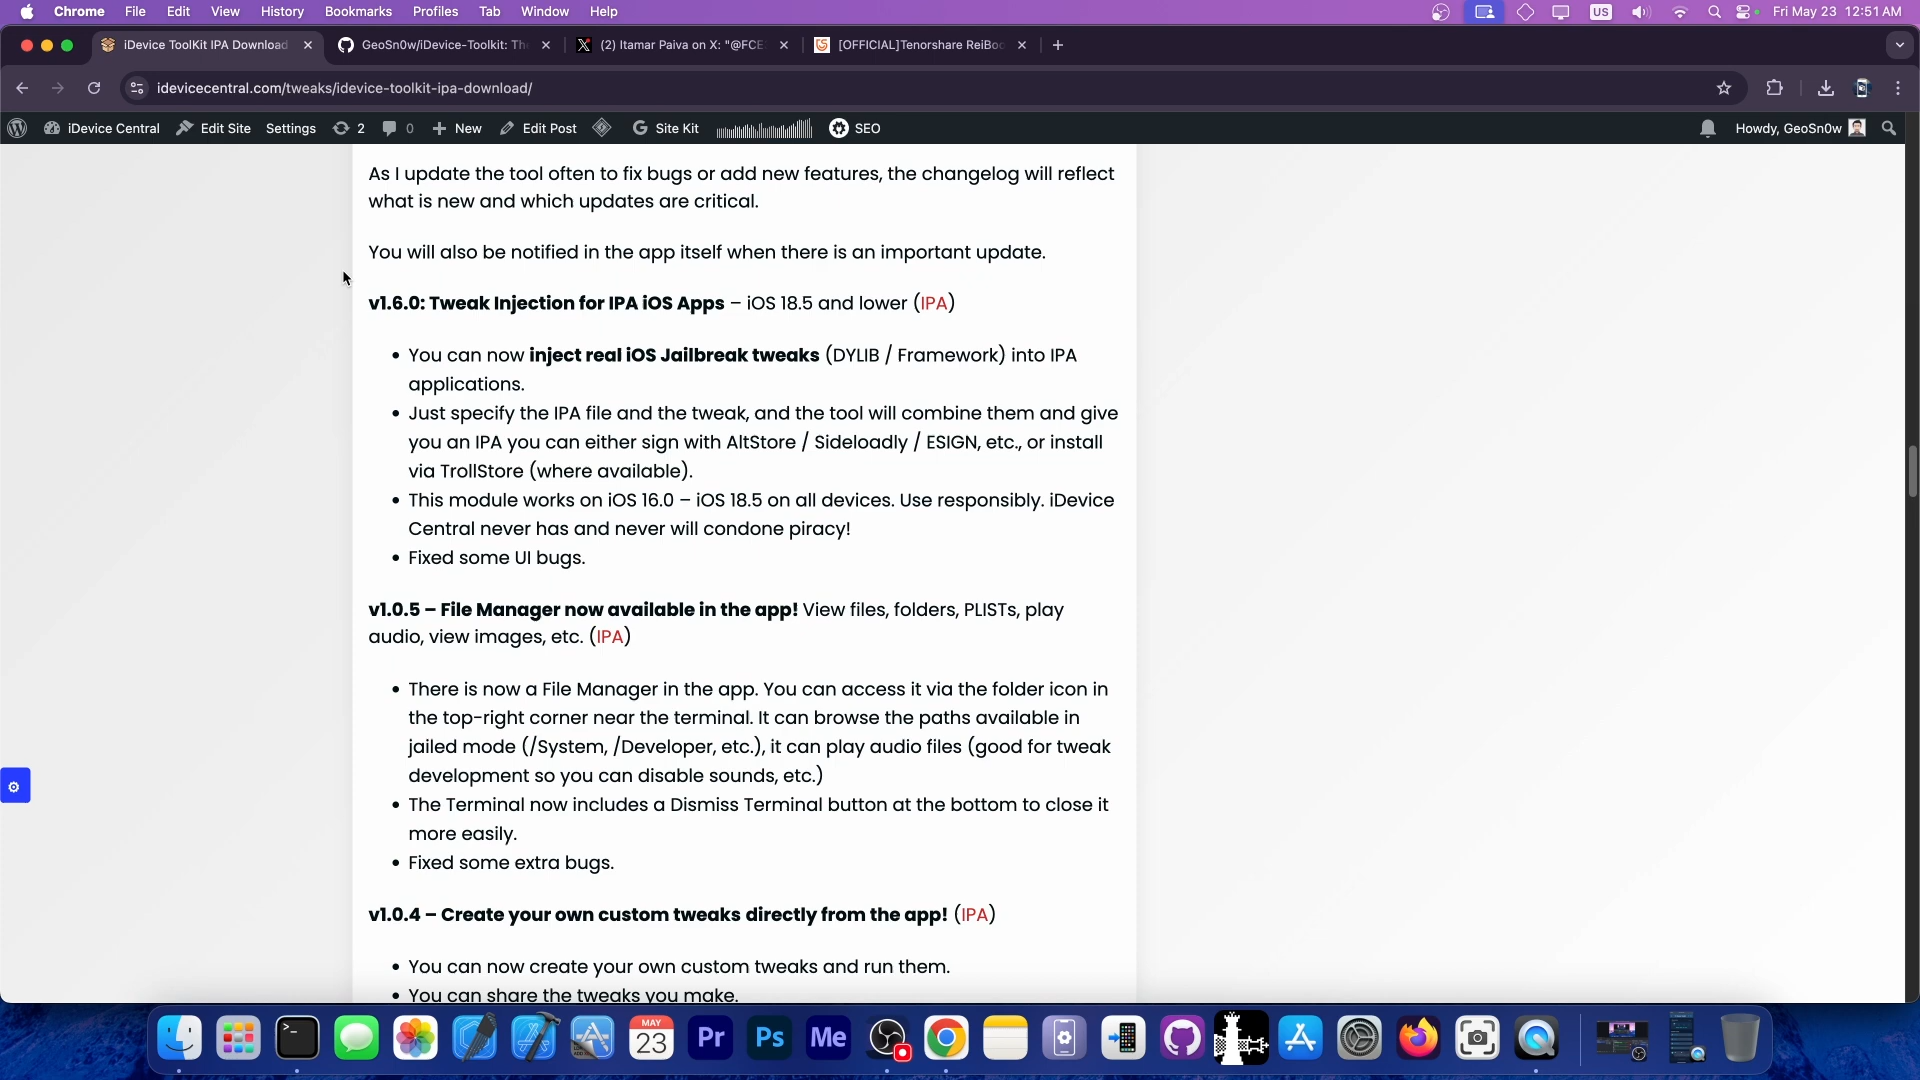 Chrome File Edit View History Bookmarks Profiles Tab Window Help US Fri May 23 12:51 AM
iDevice ToolKit IPA Download GeoSn0w/iDevice-Toolkit: Th (2) Itamar Paiva on X: "@FCE [OFFICIAL]Tenorshare ReiBoo
idevicecentral.com/tweaks/idevice-toolkit-ipa-download/
iDevice Central Edit Site Settings 2 0 New Edit Post Site Kit SEO Howdy, GeoSn0w
As I update the tool often to fix bugs or add new features, the changelog will reflect
what is new and which updates are critical.
You will also be notified in the app itself when there is an important update.
v1.6.0: Tweak Injection for IPA iOS Apps – iOS 18.5 and lower (IPA)
• You can now inject real iOS Jailbreak tweaks (DYLIB / Framework) into IPA
applications.
• Just specify the IPA file and the tweak, and the tool will combine them and give
you an IPA you can either sign with AltStore / Sideloadly / ESIGN, etc., or install
via TrollStore (where available).
• This module works on iOS 16.0 – iOS 18.5 on all devices. Use responsibly. iDevice
Central never has and never will condone piracy!
• Fixed some UI bugs.
v1.0.5 – File Manager now available in the app! View files, folders, PLISTs, play
audio, view images, etc. (IPA)
• There is now a File Manager in the app. You can access it via the folder icon in
the top-right corner near the terminal. It can browse the paths available in
jailed mode (/System, /Developer, etc.), it can play audio files (good for tweak
development so you can disable sounds, etc.)
• The Terminal now includes a Dismiss Terminal button at the bottom to close it
more easily.
• Fixed some extra bugs.
v1.0.4 – Create your own custom tweaks directly from the app! (IPA)
• You can now create your own custom tweaks and run them.
• You can share the tweaks you make.
MAY
23 Pr Ps Me